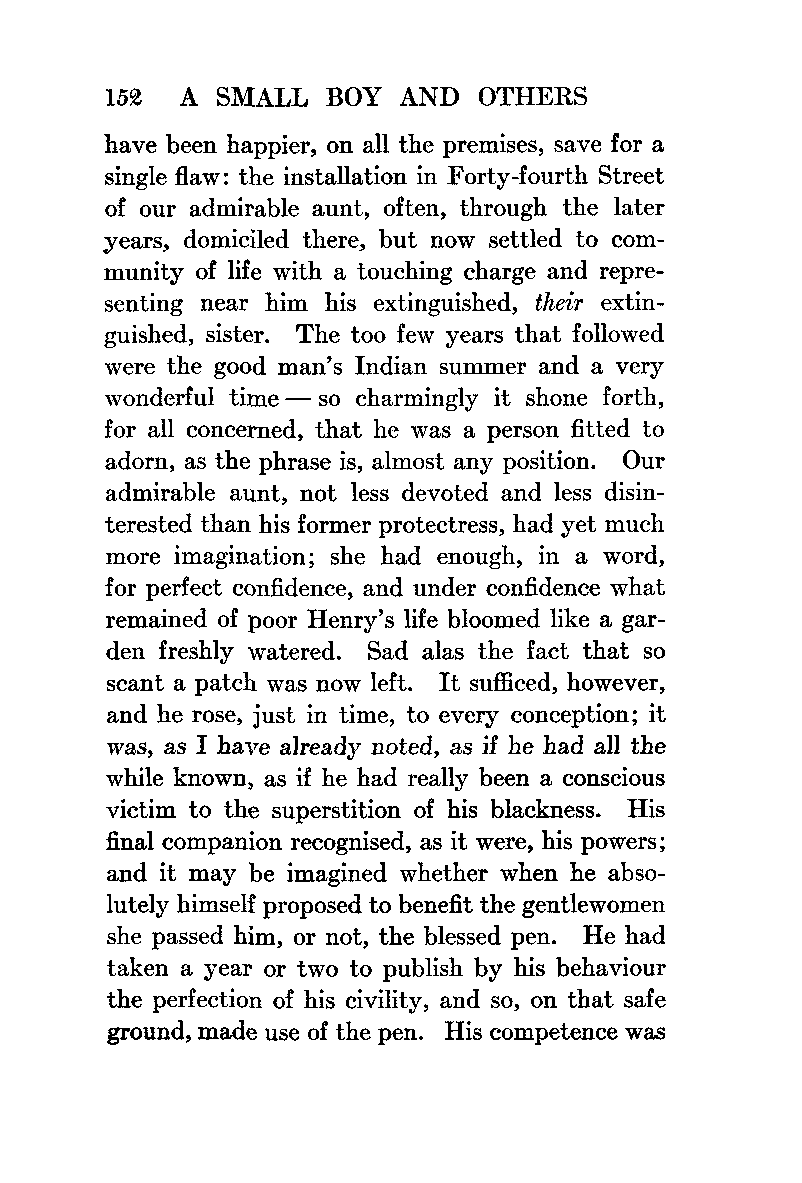 152 A SMALL BOY AND OTHERS
have been happier, on all the premises, save for a
single flaw: the installation in Forty-fourth Street
of our admirable aunt, often, through the later
years, domiciled there, but now settled to com-
munity of life with a touching charge and repre-
senting near him his extinguished, their extin-
guished, sister. The too few years that followed
were the good man's Indian summer and a very
wonderful time — so charmingly it shone forth,
for all concerned, that he was a person fitted to
adorn, as the phrase is, almost any position. Our
admirable aunt, not less devoted and less disin-
terested than his former protectress, had yet much
more imagination; she had enough, in a word,
for perfect confidence, and under confidence what
remained of poor Henry's life bloomed like a gar-
den freshly watered. Sad alas the fact that so
scant a patch was now left. It sufficed, however,
and he rose, just in time, to every conception; it
was, as I have already noted, as if he had all the
while known, as if he had really been a conscious
victim to the superstition of his blackness. His
final companion recognised, as it were, his powers;
and it may be imagined whether when he abso-
lutely himself proposed to benefit the gentlewomen
she passed him, or not, the blessed pen. He had
taken a year or two to publish by his behaviour
the perfection of his civility, and so, on that safe
ground, made use of the pen. His competence was